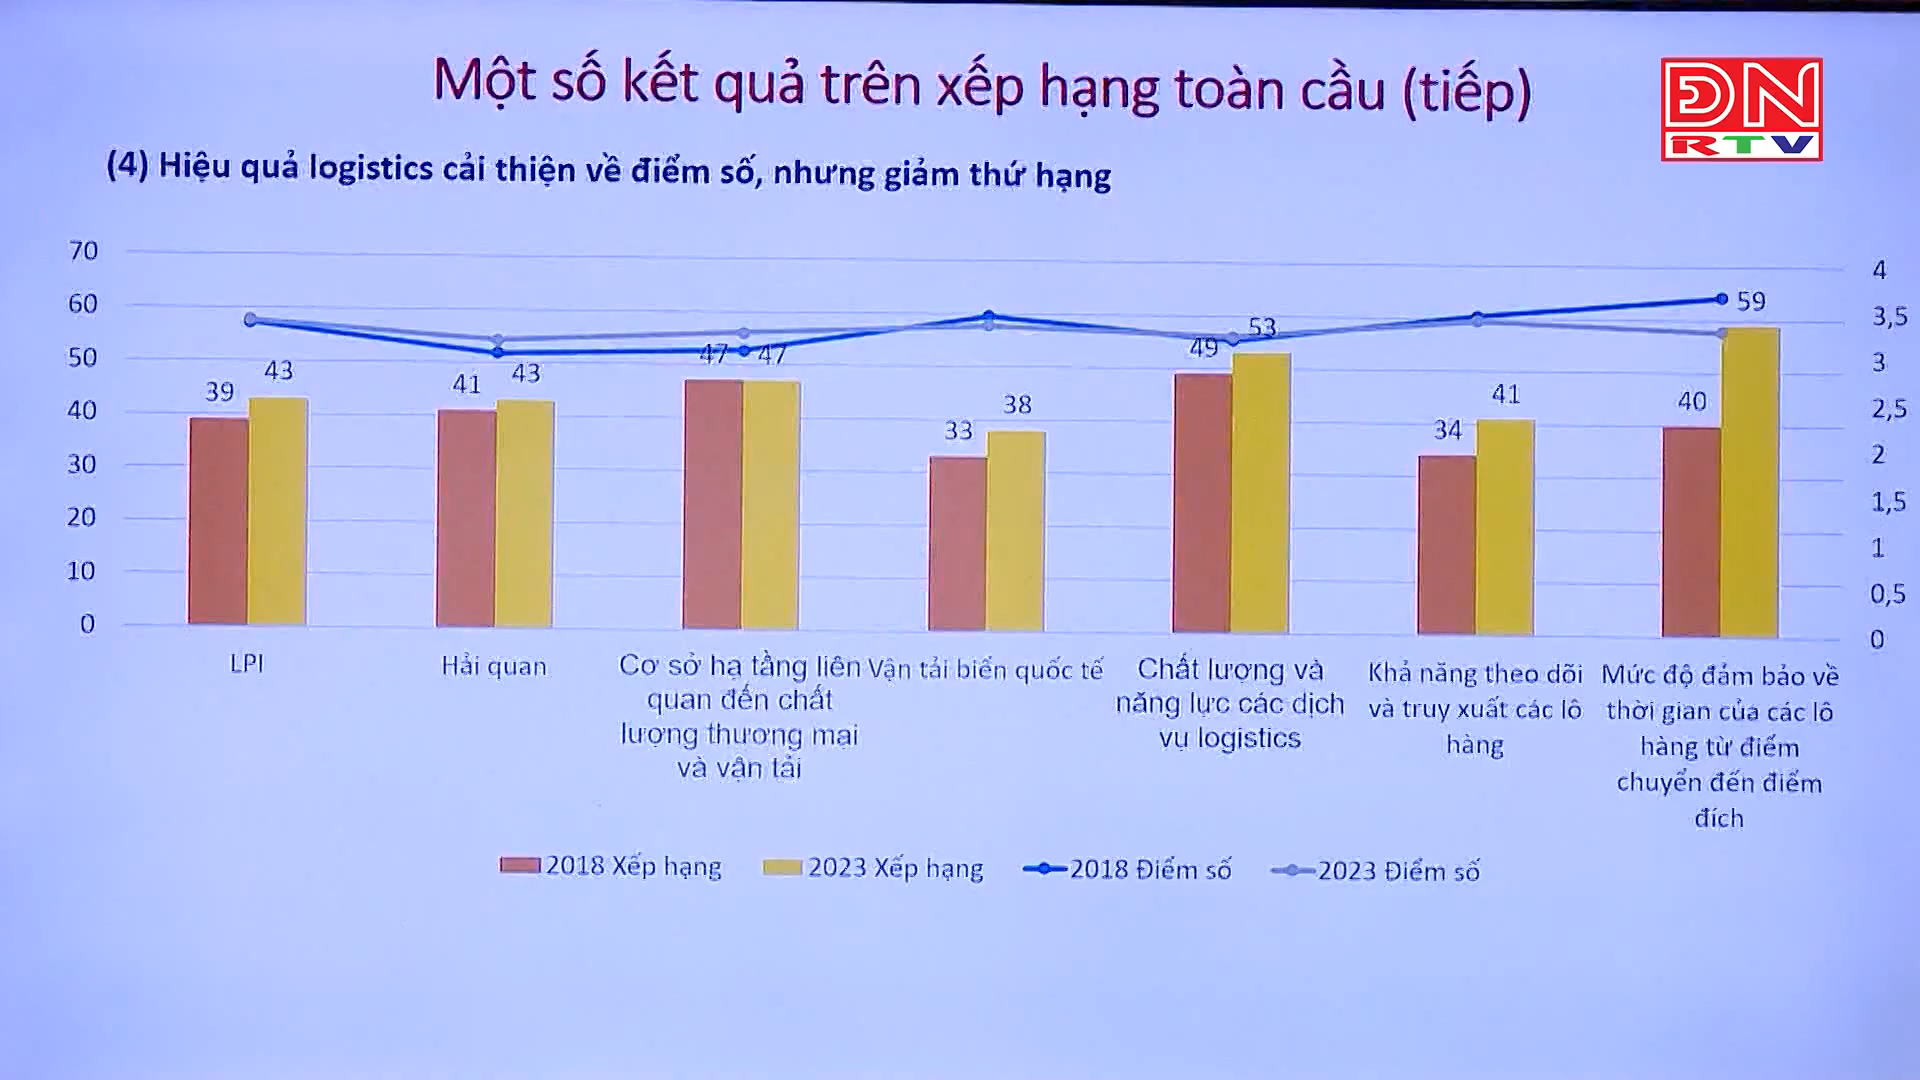 Một số kết quả trên xếp hạng toàn cầu (tiếp)
ĐN
RTV
(4) Hiệu quả logistics cải thiện về điểm số, nhưng giảm thứ hạng
70
60
50
40
30
20
10
0
4
3,5
3
2,5
2
1,5
1
0,5
0
39
43
41
43
47
47
33
38
49
53
34
41
40
59
LPI
Hải quan
Cơ sở hạ tầng liên
quan đến chất
lượng thương mại
và vận tải
Vận tải biển quốc tế
Chất lượng và
năng lực các dịch
vụ logistics
Khả năng theo dõi
và truy xuất các lô
hàng
Mức độ đảm bảo về
thời gian của các lô
hàng từ điểm
chuyển đến điểm
đích
2018 Xếp hạng
2023 Xếp hạng
2018 Điểm số
2023 Điểm số